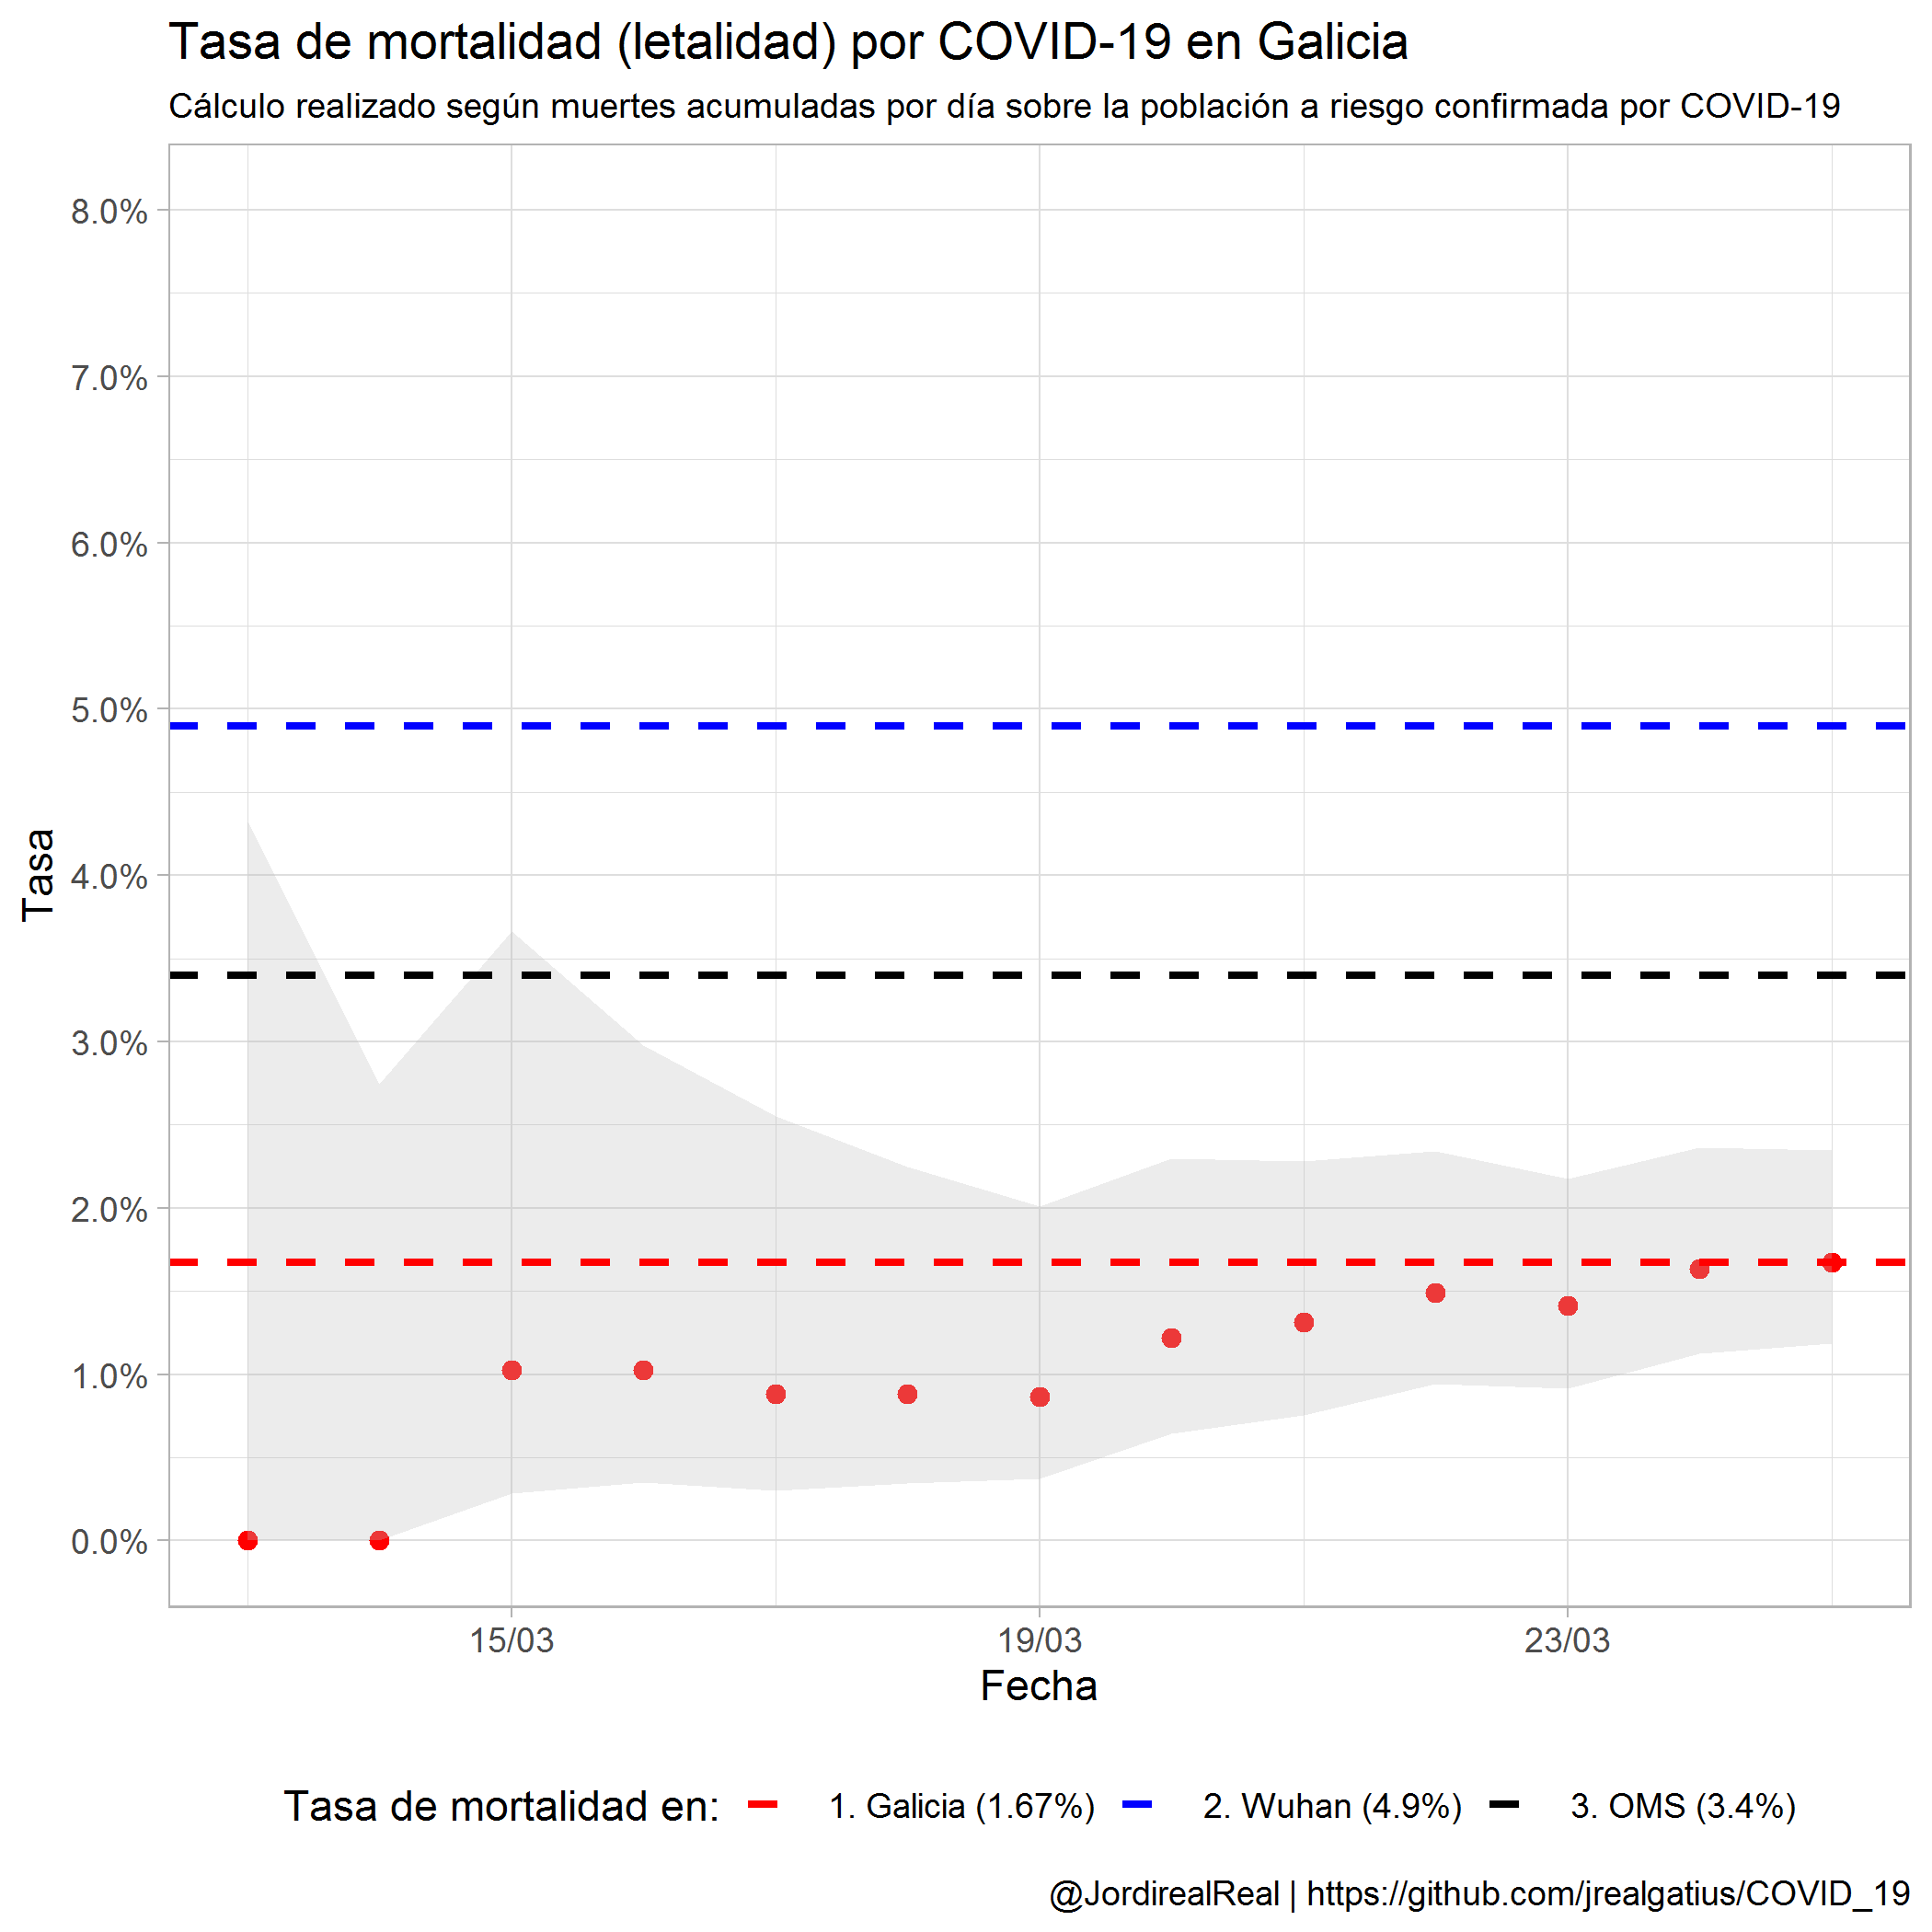 Tasa de mortalidad (letalidad) por COVID-19 en Galicia
Cálculo realizado según muertes acumuladas por día sobre la población a riesgo confirmada por COVID-19
8.0%
7.0%
6.0%
5.0%
4.0%
3.0%
2.0%
1.0%
0.0%
Tasa
15/03 19/03 23/03
Fecha
Tasa de mortalidad en: 1. Galicia (1.67%) 2. Wuhan (4.9%) 3. OMS (3.4%)
@JordirealReal | https://github.com/jrealgatius/COVID_19